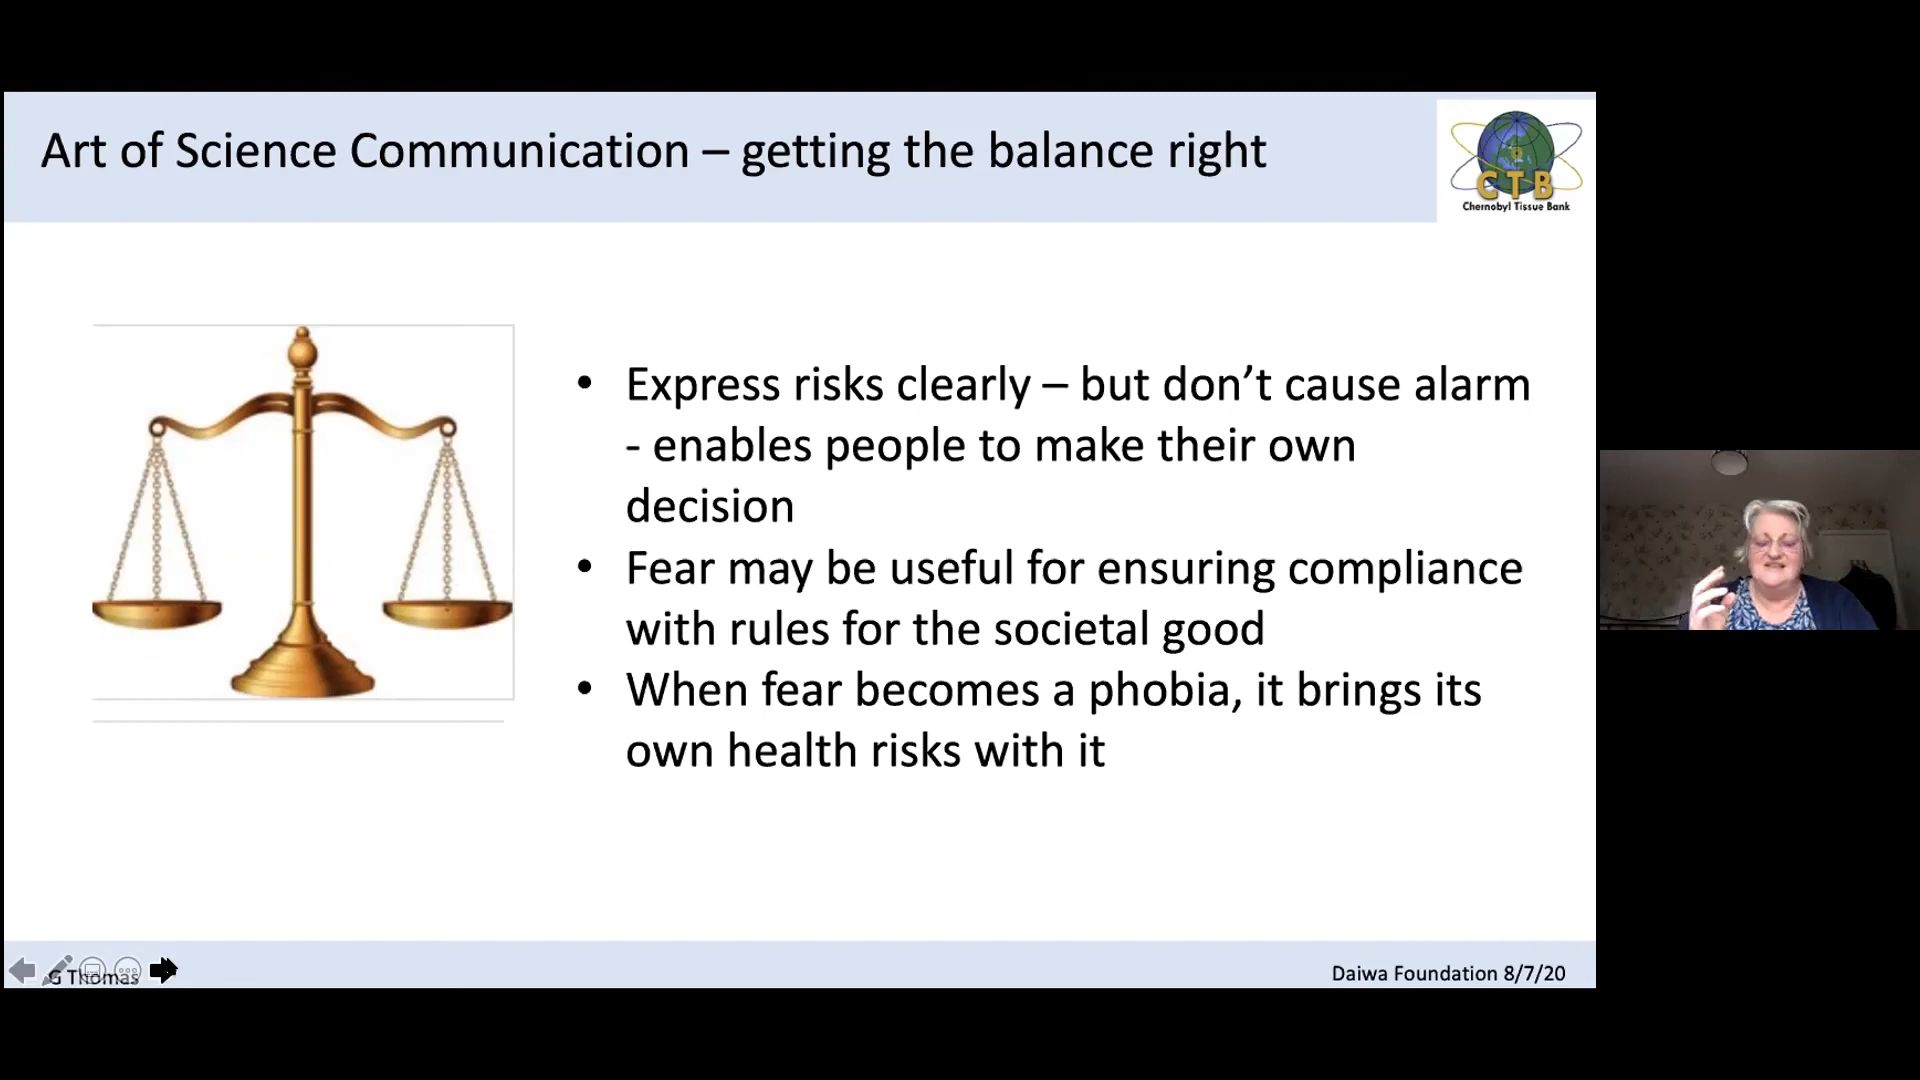 Art of Science Communication – getting the balance right
CTB
Chernobyl Tissue Bank
• Express risks clearly – but don’t cause alarm
- enables people to make their own
decision
• Fear may be useful for ensuring compliance
with rules for the societal good
• When fear becomes a phobia, it brings its
own health risks with it
G Thomas
Daiwa Foundation 8/7/20